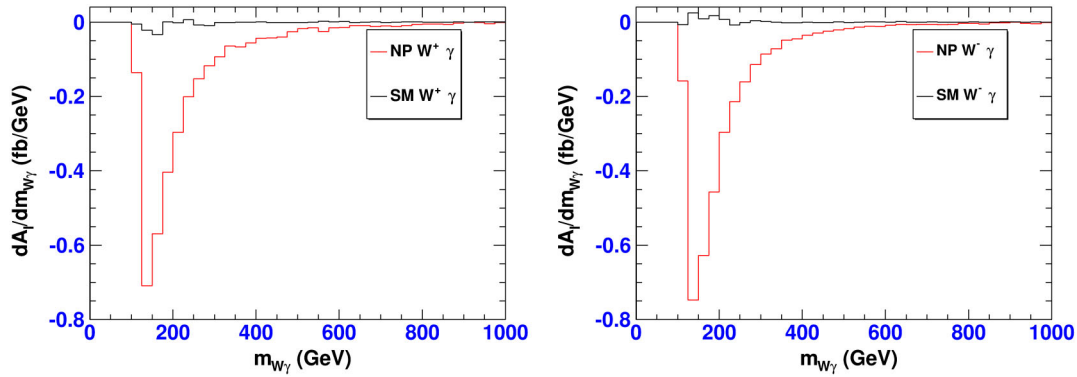 0
-0.2
-0.4
-0.6
-0.8
dA_I/dm_Wγ (fb/GeV)
NP W⁺ γ
SM W⁺ γ
0 200 400 600 800 1000
m_Wγ (GeV)
0
-0.2
-0.4
-0.6
-0.8
dA_I/dm_Wγ (fb/GeV)
NP W⁻ γ
SM W⁻ γ
0 200 400 600 800 1000
m_Wγ (GeV)